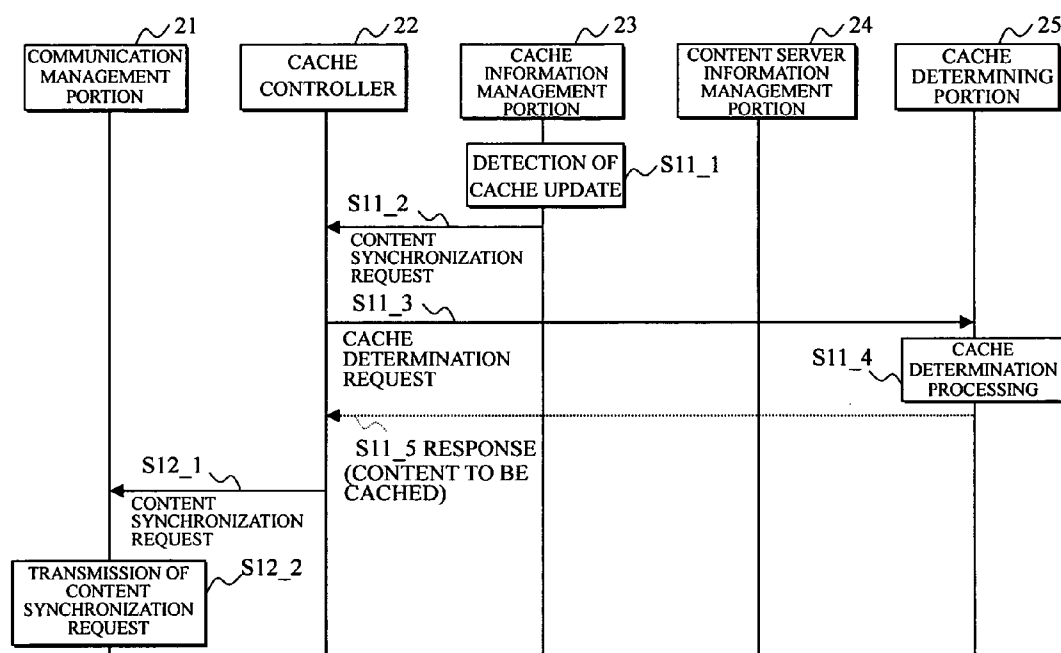 21
22
23
24
25
COMMUNICATION
MANAGEMENT
PORTION
CACHE
CONTROLLER
CACHE
INFORMATION
MANAGEMENT
PORTION
CONTENT SERVER
INFORMATION
MANAGEMENT
PORTION
CACHE
DETERMINING
PORTION
DETECTION OF
CACHE UPDATE
S11_1
S11_2
CONTENT
SYNCHRONIZATION
REQUEST
S11_3
CACHE
DETERMINATION
REQUEST
S11_4
CACHE
DETERMINATION
PROCESSING
S11_5 RESPONSE
(CONTENT TO BE
CACHED)
S12_1
CONTENT
SYNCHRONIZATION
REQUEST
TRANSMISSION OF
CONTENT
SYNCHRONIZATION
REQUEST
S12_2